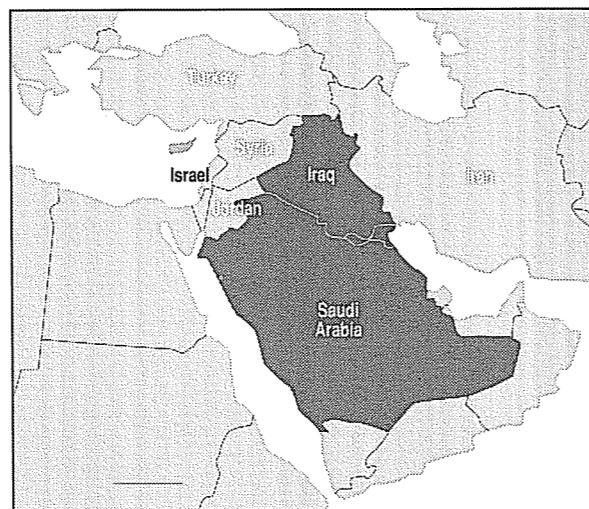 Turkey
Syria
Israel
Iraq
Iran
Jordan
Saudi
Arabia